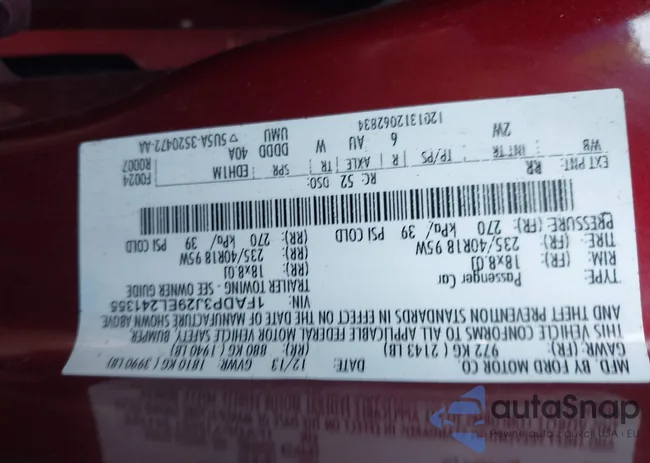 MFD. BY FORD MOTOR CO.
DATE: 12/13 GVWR: 1810 KG ( 3990 LB)
GAWR: (FR) 972 KG ( 2143 LB) (RR) 880 KG ( 1940 LB)
THIS VEHICLE CONFORMS TO ALL APPLICABLE FEDERAL MOTOR VEHICLE SAFETY, BUMPER,
AND THEFT PREVENTION STANDARDS IN EFFECT ON THE DATE OF MANUFACTURE SHOWN ABOVE
VIN: 1FADP3J29EL241355
TYPE: Passenger Car TRAILER TOWING - SEE OWNER GUIDE
RIM: 18x8.0J (RR): 18x8.0J
TIRE: (FR): 235/40R18 95W (RR): 235/40R18 95W
PRESSURE: (FR): 270 kPa/ 39 PSI COLD (RR): 270 kPa/ 39 PSI COLD
EXT PNT: RR RC: 52 DSO: F0024
R0007
WB INT TR TP/PS R AXLE TR SPR EDH1M
2W 6 AU W DDDD 40A
UMU
12G1312062834 ▽5U5A-3S20472-AA
autaSnap